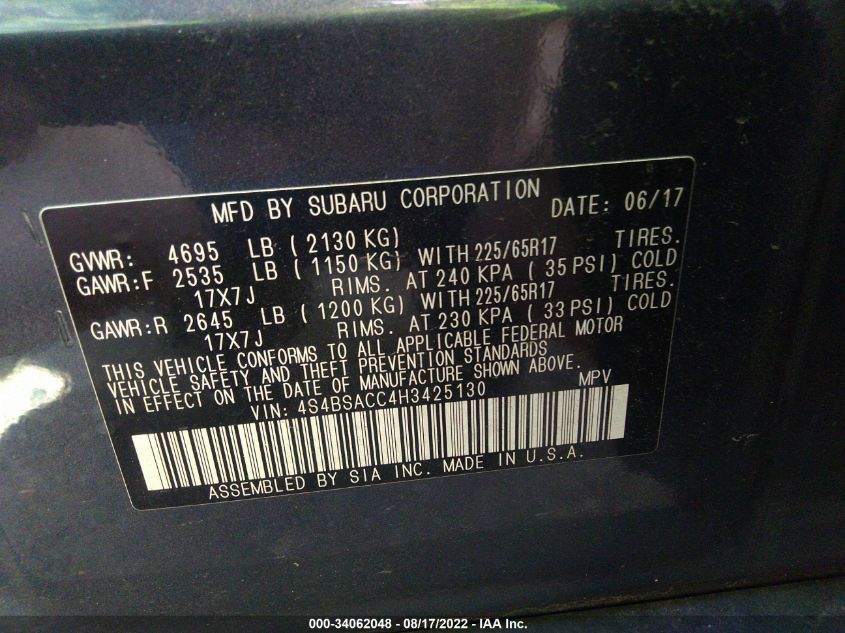 MFD BY SUBARU CORPORATION DATE: 06/17
GVWR: 4695 LB ( 2130 KG)
GAWR:F 2535 LB ( 1150 KG) WITH 225/65R17 TIRES.
17X7J RIMS. AT 240 KPA ( 35 PSI) COLD
GAWR:R 2645 LB ( 1200 KG) WITH 225/65R17 TIRES.
17X7J RIMS. AT 230 KPA ( 33 PSI) COLD
THIS VEHICLE CONFORMS TO ALL APPLICABLE FEDERAL MOTOR
VEHICLE SAFETY AND THEFT PREVENTION STANDARDS
IN EFFECT ON THE DATE OF MANUFACTURE SHOWN ABOVE.
VIN: 4S4BSACC4H3425130 MPV
ASSEMBLED BY SIA INC. MADE IN U.S.A.
000-34062048 - 08/17/2022 - IAA Inc.